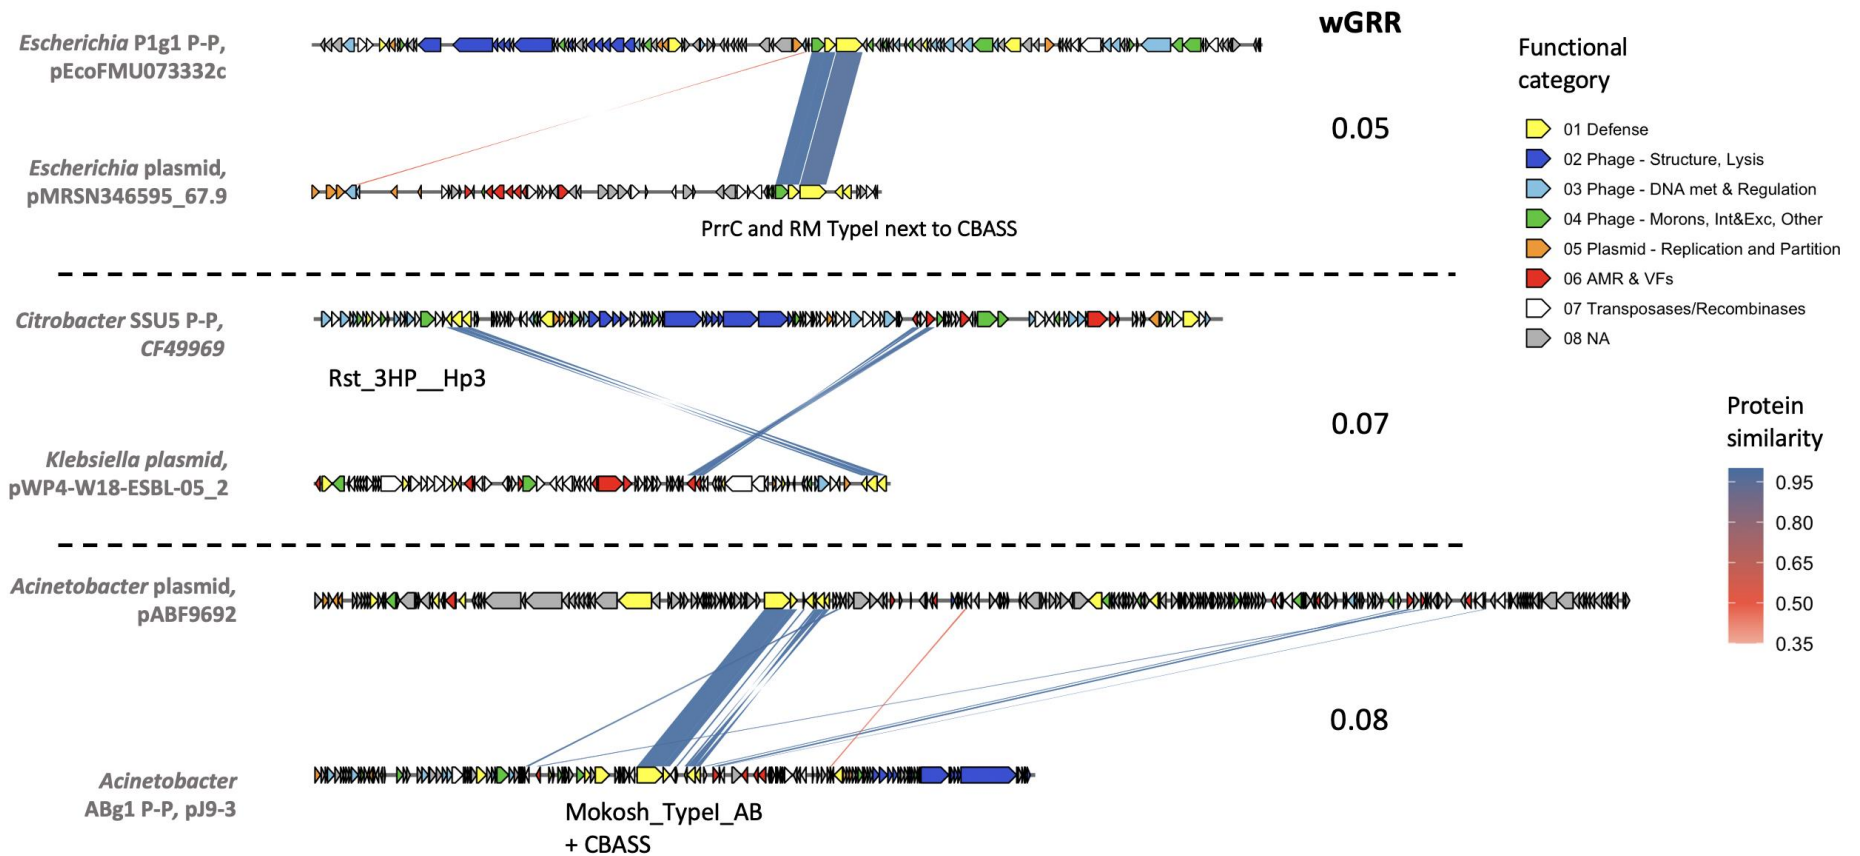 wGRR
Escherichia P1g1 P-P,
pEcoFMU073332c
0.05
Escherichia plasmid,
pMRSN346595_67.9
PrrC and RM TypeI next to CBASS
Citrobacter SSU5 P-P,
CF49969
Rst_3HP__Hp3
0.07
Klebsiella plasmid,
pWP4-W18-ESBL-05_2
Acinetobacter plasmid,
pABF9692
0.08
Acinetobacter
ABg1 P-P, pJ9-3
Mokosh_TypeI_AB
+ CBASS
Functional
category
01 Defense
02 Phage - Structure, Lysis
03 Phage - DNA met & Regulation
04 Phage - Morons, Int&Exc, Other
05 Plasmid - Replication and Partition
06 AMR & VFs
07 Transposases/Recombinases
08 NA
Protein
similarity
0.95
0.80
0.65
0.50
0.35